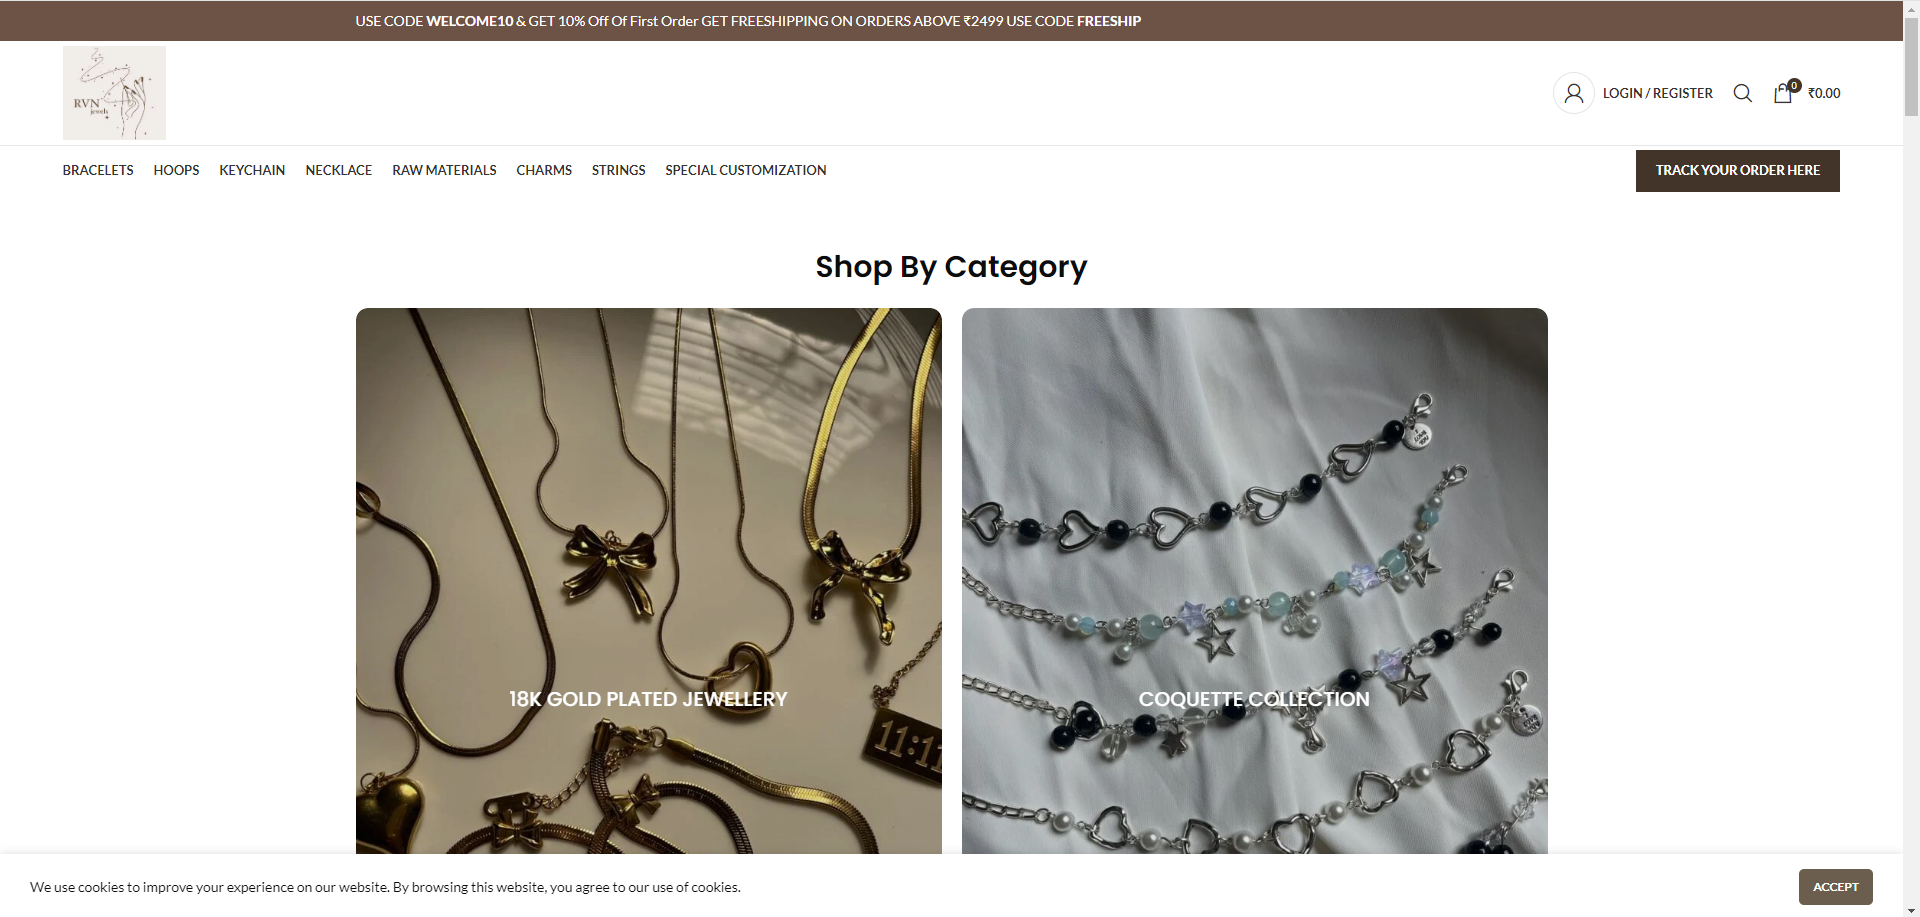 USE CODE WELCOME10 & GET 10% Off Of First Order GET FREESHIPPING ON ORDERS ABOVE ₹2499 USE CODE FREESHIP
RVN
jewels
LOGIN / REGISTER
0
₹0.00
BRACELETS HOOPS KEYCHAIN NECKLACE RAW MATERIALS CHARMS STRINGS SPECIAL CUSTOMIZATION
TRACK YOUR ORDER HERE
Shop By Category
I LOVE YOU
18K GOLD PLATED JEWELLERY
COQUETTE COLLECTION
11:11
We use cookies to improve your experience on our website. By browsing this website, you agree to our use of cookies.
ACCEPT